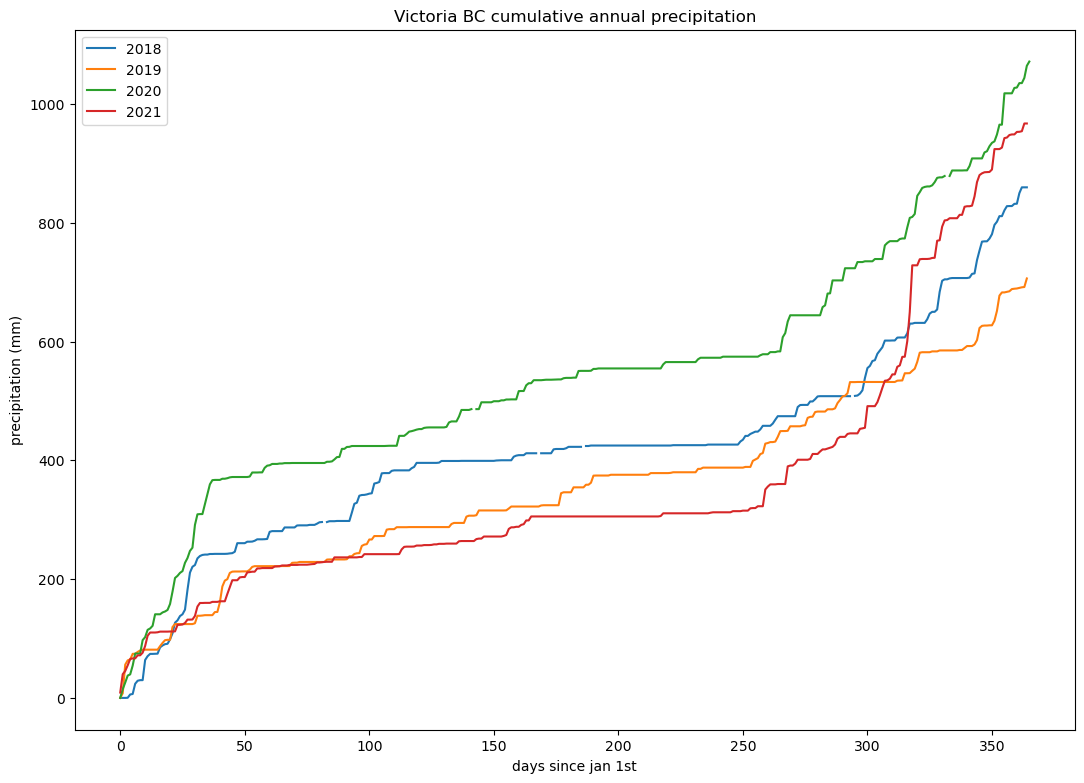 Victoria BC cumulative annual precipitation
2018
2019
2020
2021
1000
800
600
400
200
0
precipitation (mm)
0 50 100 150 200 250 300 350
days since jan 1st